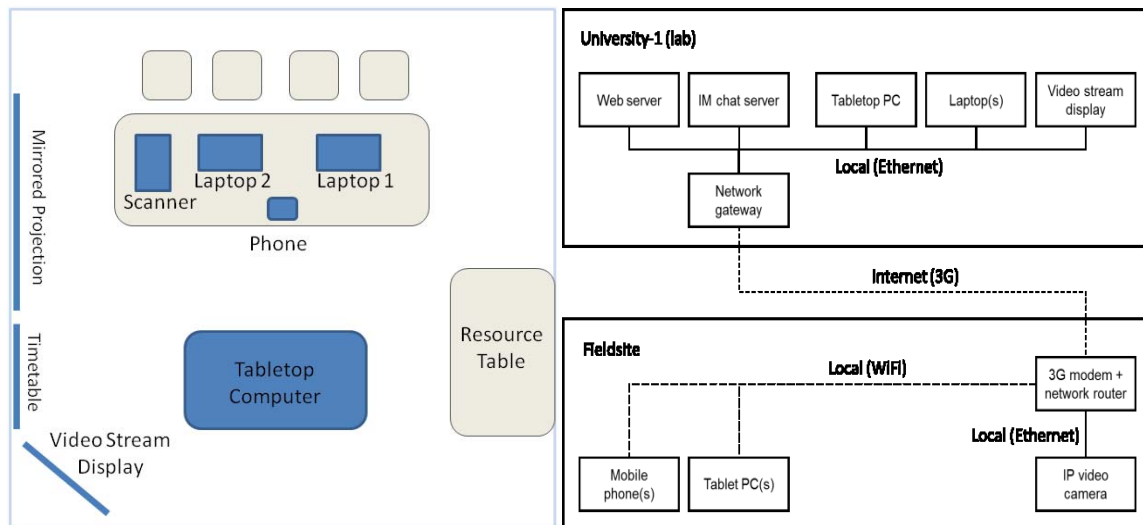 Mirrored Projection
Scanner
Laptop 2
Laptop 1
Phone
Timetable
Tabletop
Computer
Resource
Table
Video Stream
Display
University-1 (lab)
Web server
IM chat server
Tabletop PC
Laptop(s)
Video stream
display
Local (Ethernet)
Network
gateway
Internet (3G)
Fieldsite
Local (WiFi)
3G modem +
network router
Local (Ethernet)
Mobile
phone(s)
Tablet PC(s)
IP video
camera